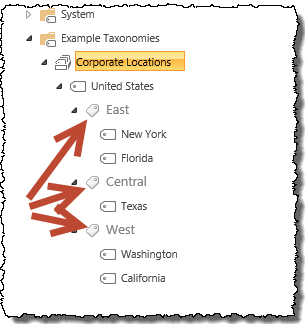 System
Example Taxonomies
Corporate Locations
United States
East
New York
Florida
Central
Texas
West
Washington
California